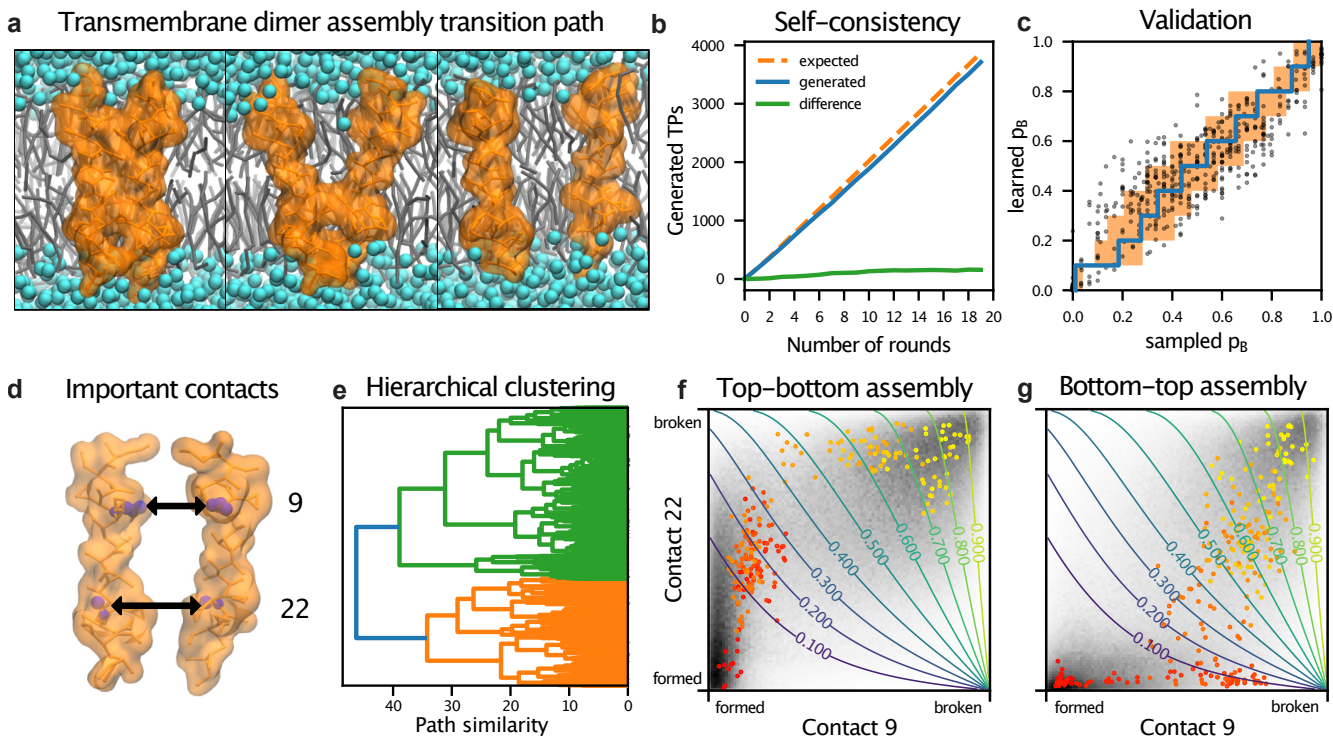 a Transmembrane dimer assembly transition path
b Self-consistency
4000
3000
2000
1000
0
Generated TPs
expected
generated
difference
0 2 4 6 8 10 12 14 16 18 20
Number of rounds
c Validation
1.0
0.8
0.6
0.4
0.2
0.0
learned pB
0.0 0.2 0.4 0.6 0.8 1.0
sampled pB
d Important contacts
9
22
e Hierarchical clustering
40 30 20 10 0
Path similarity
f Top-bottom assembly
broken
Contact 22
formed
0.100
0.200
0.300
0.400
0.500
0.600
0.700
0.800
0.900
formed broken
Contact 9
g Bottom-top assembly
0.100
0.200
0.300
0.400
0.500
0.600
0.700
0.800
0.900
formed broken
Contact 9